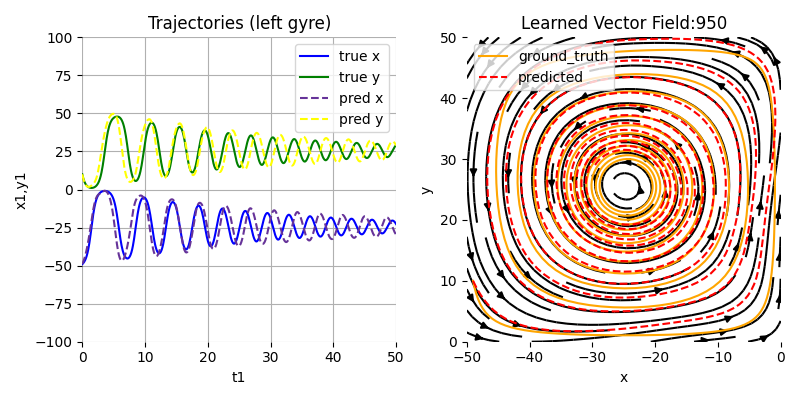 Trajectories (left gyre)
100
75
50
25
0
−25
−50
−75
−100
x1,y1
0 10 20 30 40 50
t1
true x
true y
pred x
pred y
Learned Vector Field:950
50
40
30
20
10
0
y
−50 −40 −30 −20 −10 0
x
ground_truth
predicted